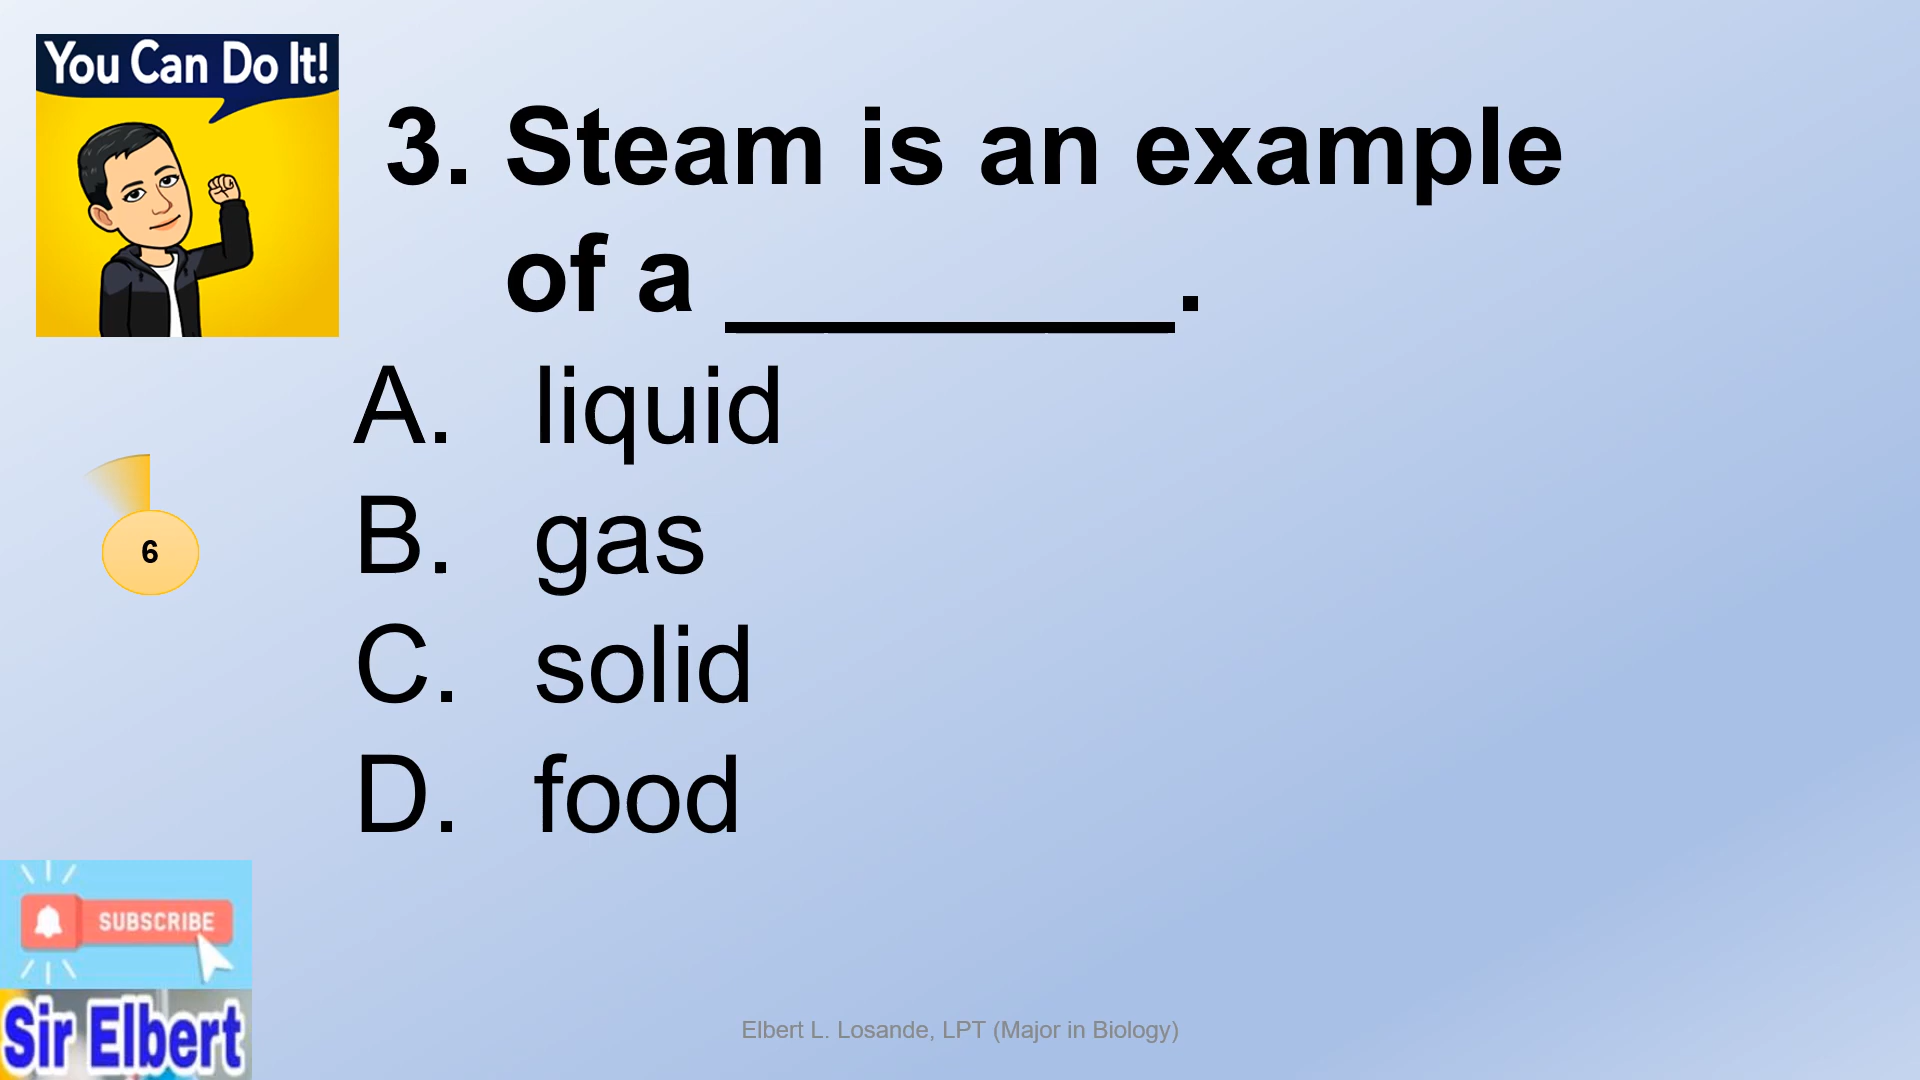 You Can Do It!
3. Steam is an example
of a ________.
A. liquid
B. gas
C. solid
D. food
6
SUBSCRIBE
Sir Elbert
Elbert L. Losande, LPT (Major in Biology)